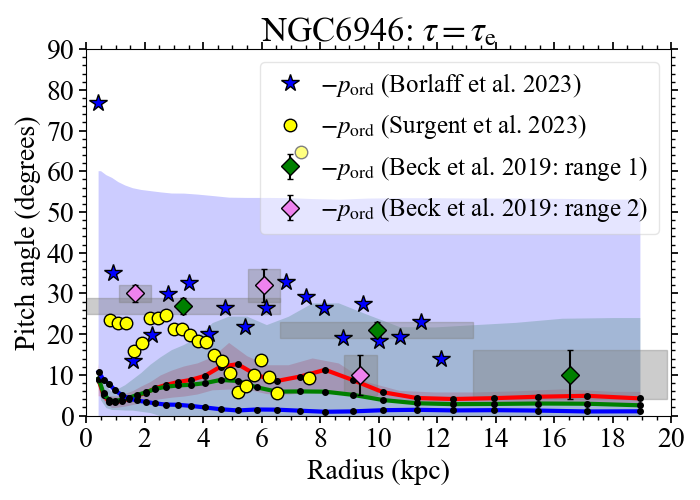 NGC6946: τ = τe
90
80
70
60
50
40
30
20
10
0
Pitch angle (degrees)
−pord (Borlaff et al. 2023)
−pord (Surgent et al. 2023)
−pord (Beck et al. 2019: range 1)
−pord (Beck et al. 2019: range 2)
0 2 4 6 8 10 12 14 16 18 20
Radius (kpc)